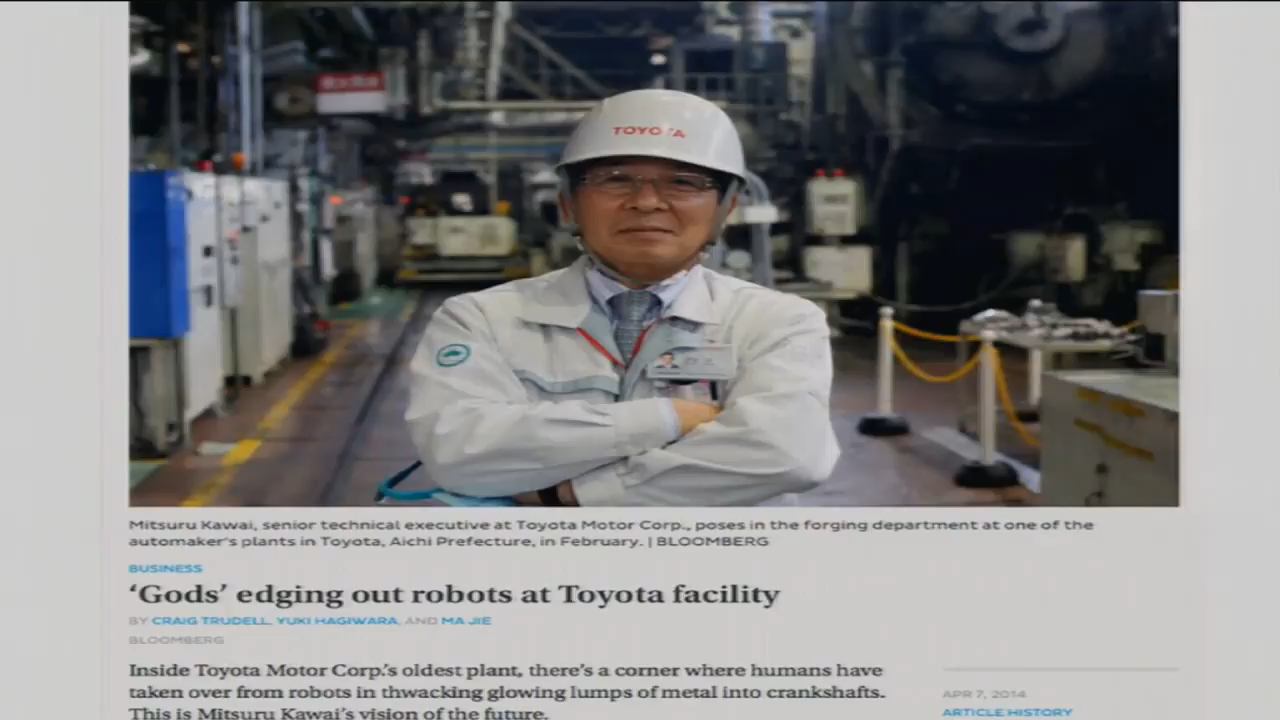 TOYOTA
Mitsuru Kawai, senior technical executive at Toyota Motor Corp., poses in the forging department at one of the
automaker's plants in Toyota, Aichi Prefecture, in February. | BLOOMBERG
BUSINESS
‘Gods’ edging out robots at Toyota facility
BY CRAIG TRUDELL, YUKI HAGIWARA, AND MA JIE
BLOOMBERG
Inside Toyota Motor Corp.'s oldest plant, there's a corner where humans have
taken over from robots in thwacking glowing lumps of metal into crankshafts.
This is Mitsuru Kawai's vision of the future.
APR 7, 2014
ARTICLE HISTORY